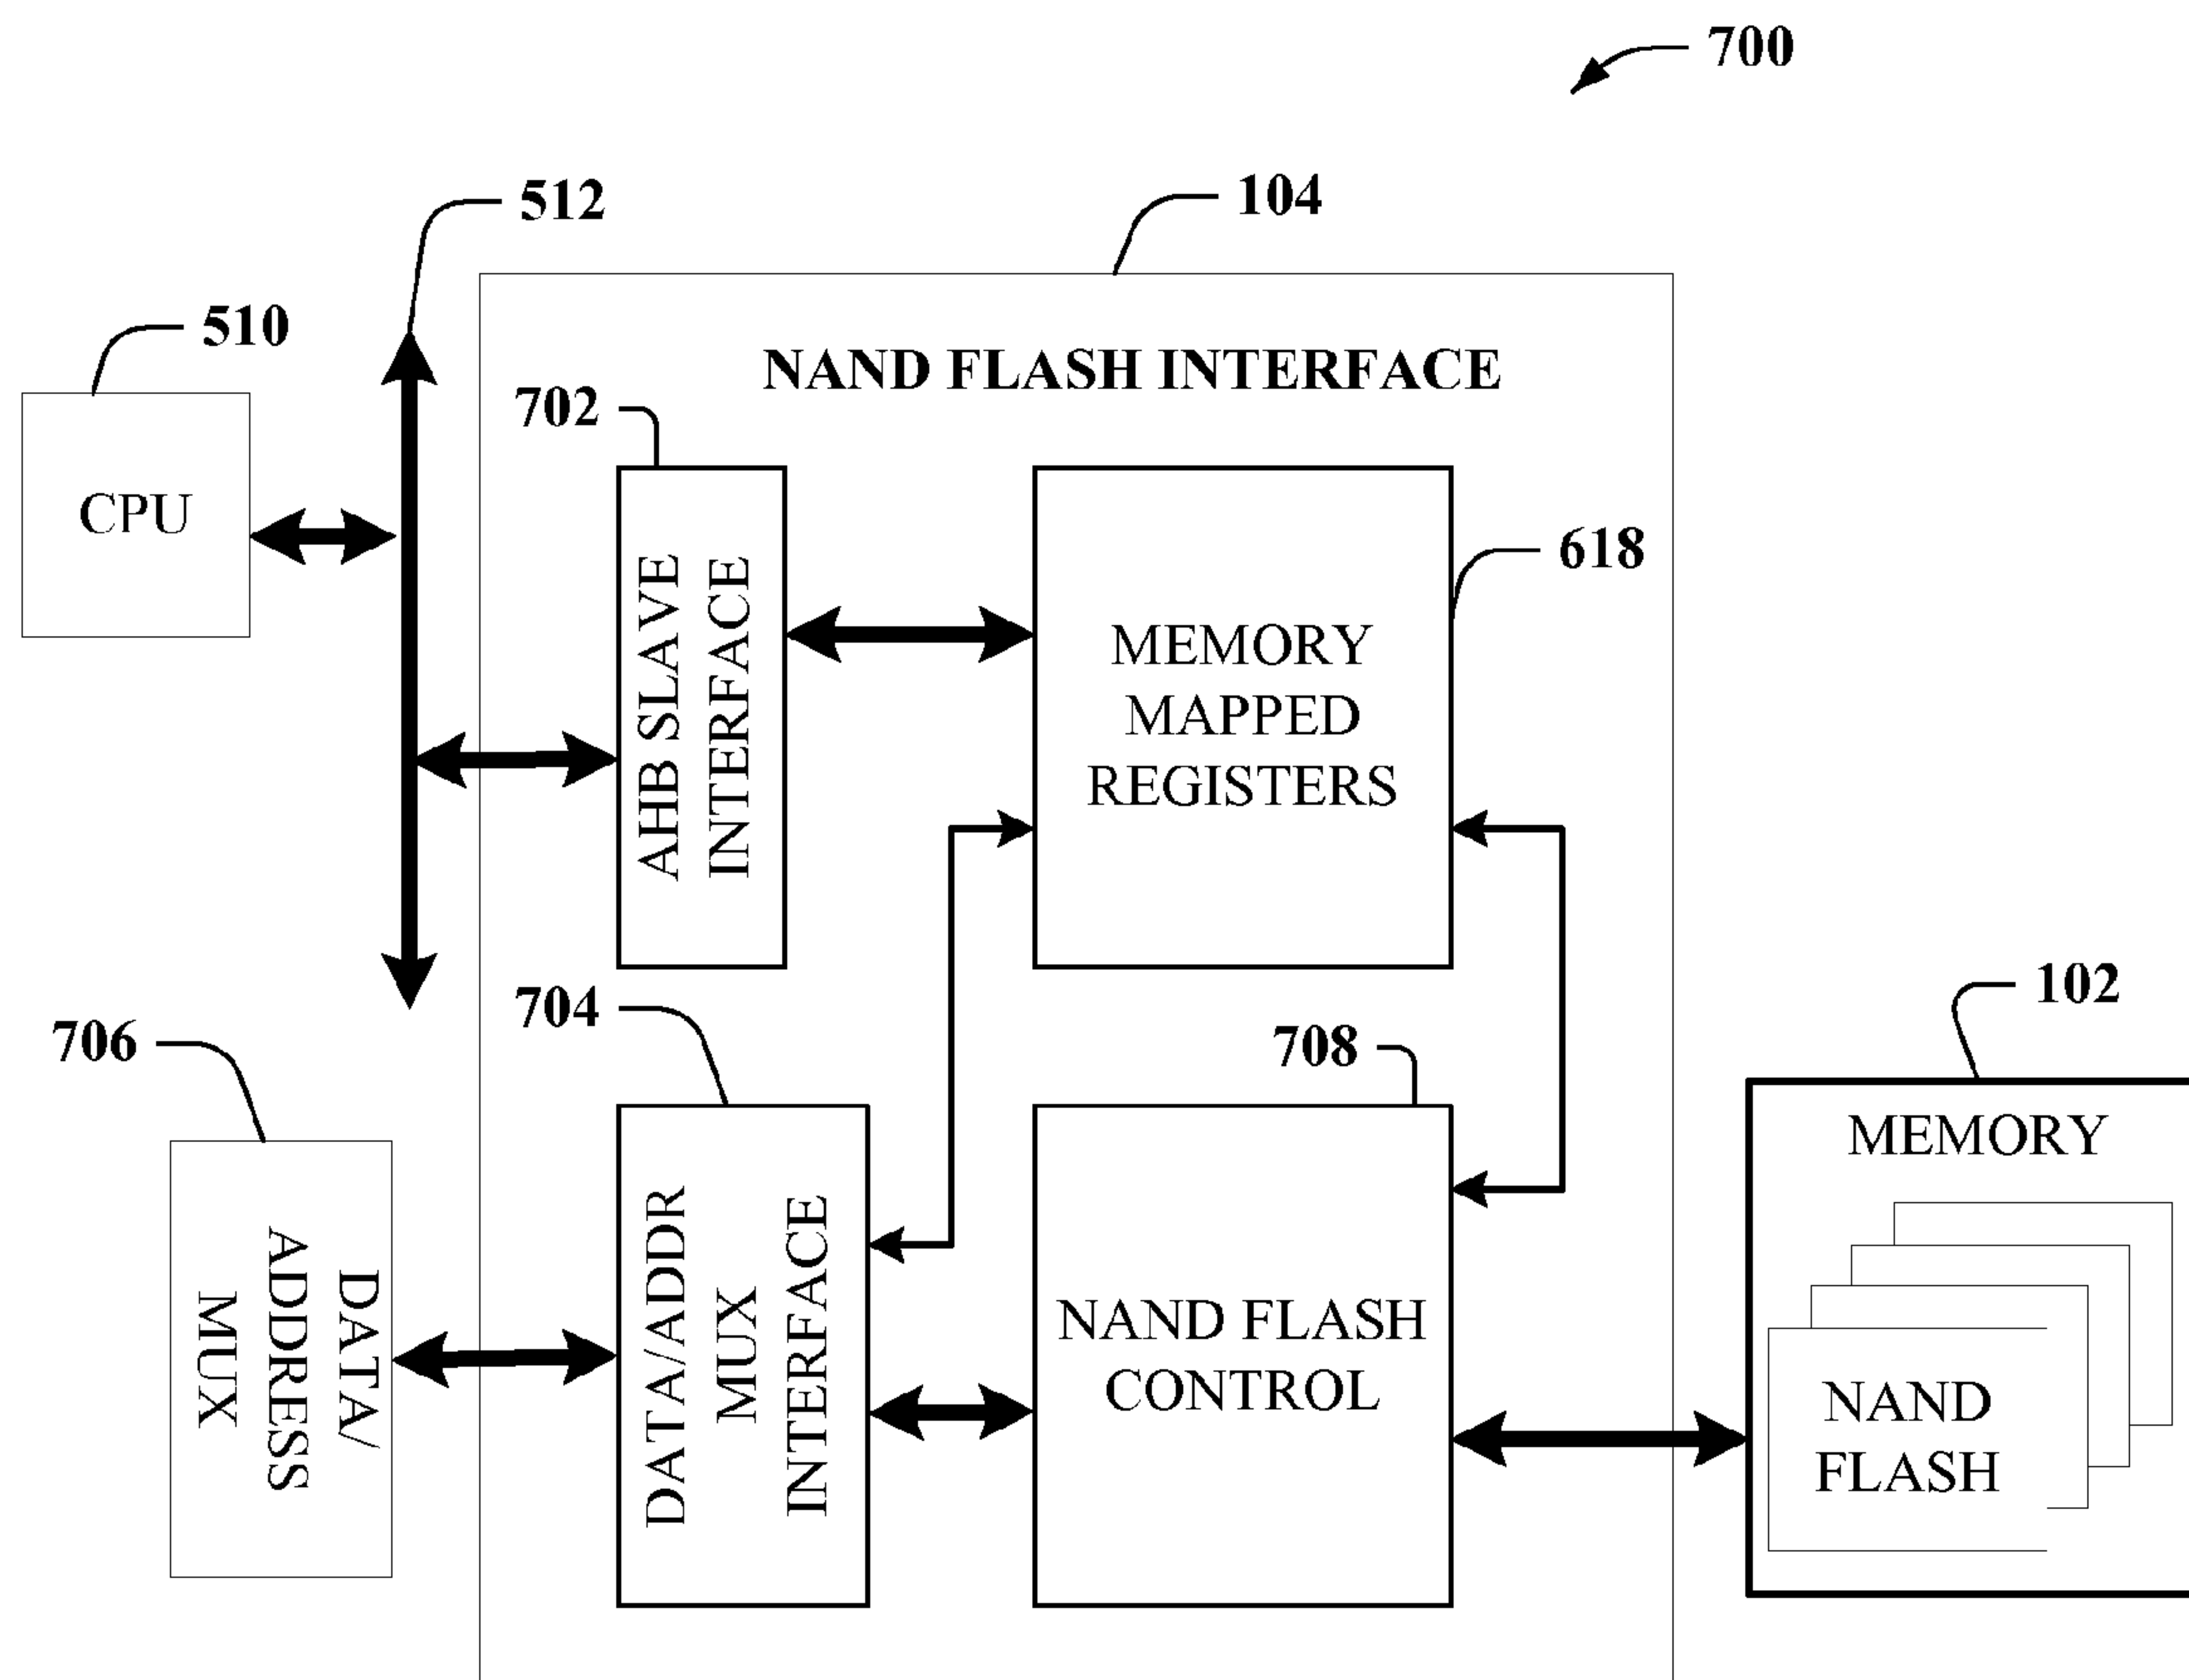 700
512
104
510
NAND FLASH INTERFACE
702
CPU
618
AHB SLAVE
INTERFACE
MEMORY
MAPPED
REGISTERS
704
102
706
708
MEMORY
DATA/
ADDRESS
MUX
DATA/ADDR
MUX
INTERFACE
NAND FLASH
CONTROL
NAND
FLASH